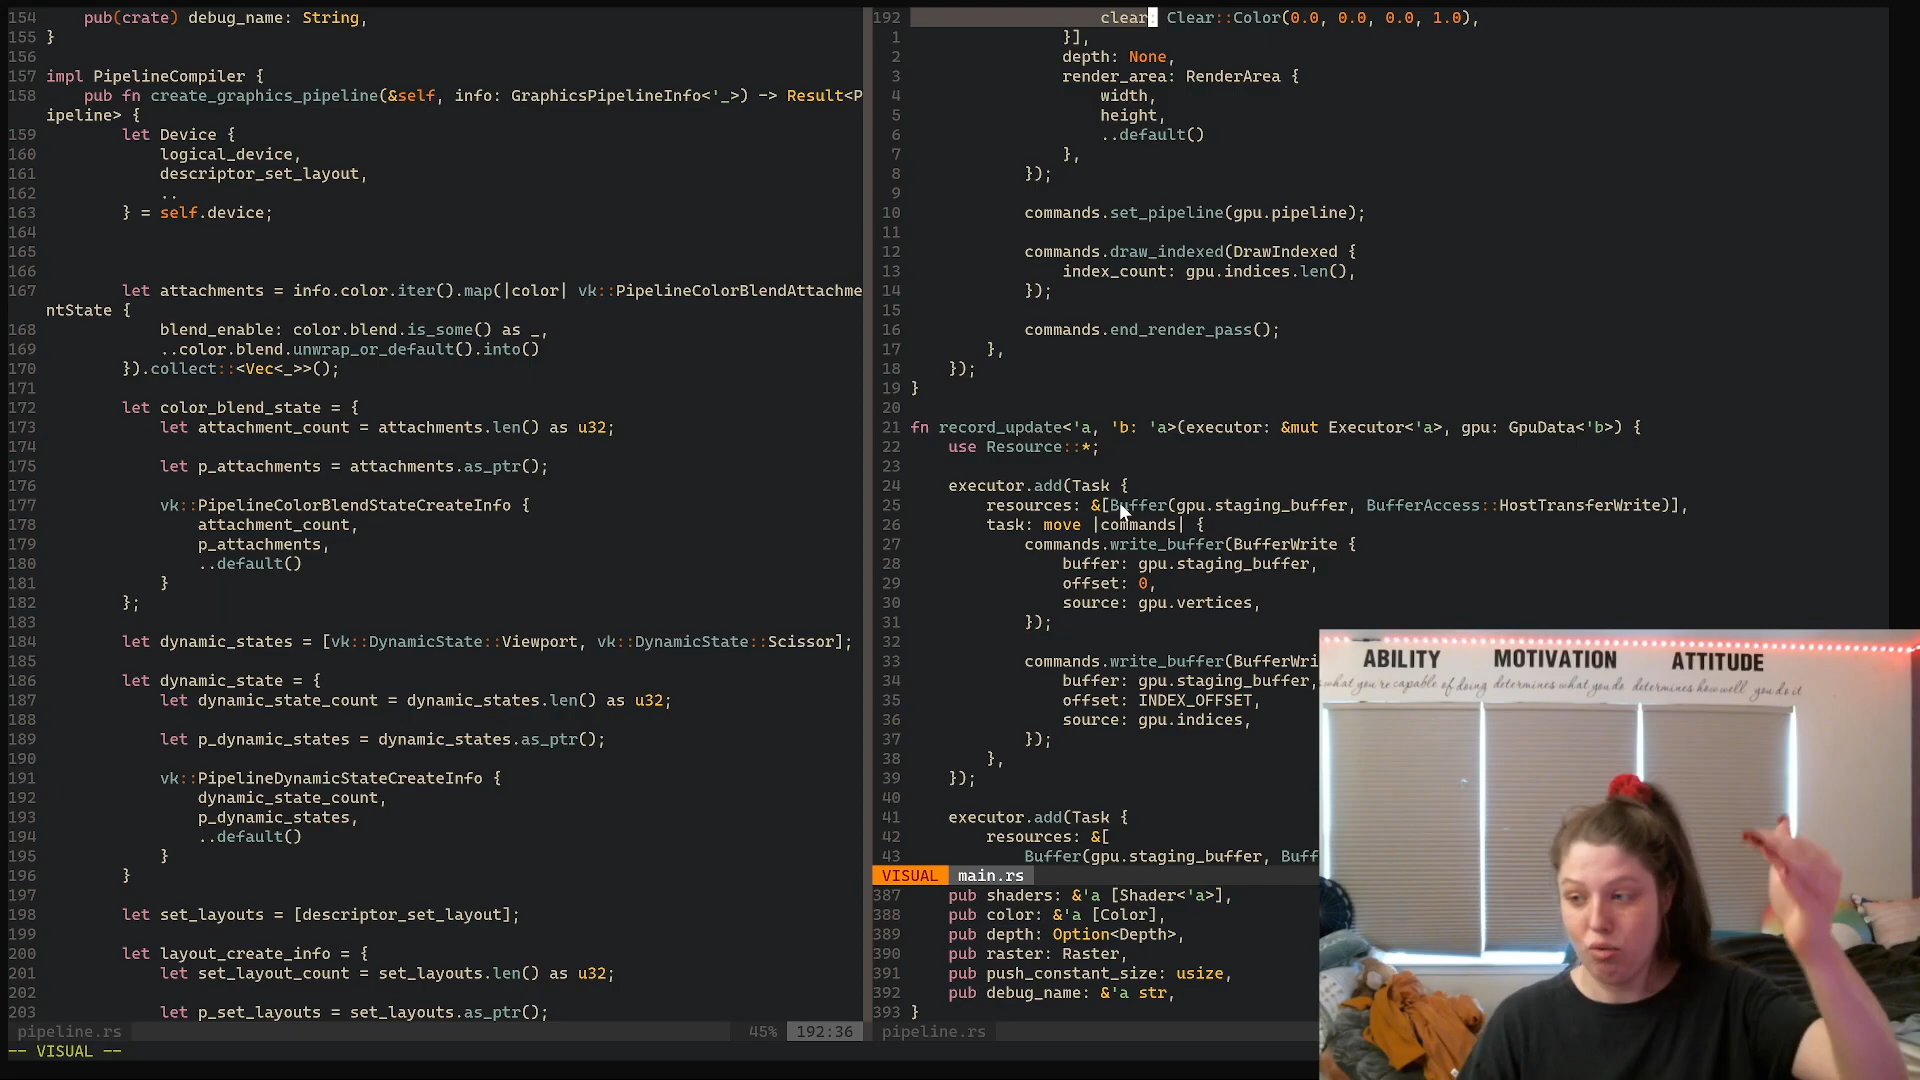 154 pub(crate) debug_name: String,
155 }
156
157 impl PipelineCompiler {
158 pub fn create_graphics_pipeline(&self, info: GraphicsPipelineInfo<'_>) -> Result<P
ipeline> {
159 let Device {
160 logical_device,
161 descriptor_set_layout,
162 ..
163 } = self.device;
164
165
166
167 let attachments = info.color.iter().map(|color| vk::PipelineColorBlendAttachme
ntState {
168 blend_enable: color.blend.is_some() as _,
169 ..color.blend.unwrap_or_default().into()
170 }).collect::<Vec<_>>();
171
172 let color_blend_state = {
173 let attachment_count = attachments.len() as u32;
174
175 let p_attachments = attachments.as_ptr();
176
177 vk::PipelineColorBlendStateCreateInfo {
178 attachment_count,
179 p_attachments,
180 ..default()
181 }
182 };
183
184 let dynamic_states = [vk::DynamicState::Viewport, vk::DynamicState::Scissor];
185
186 let dynamic_state = {
187 let dynamic_state_count = dynamic_states.len() as u32;
188
189 let p_dynamic_states = dynamic_states.as_ptr();
190
191 vk::PipelineDynamicStateCreateInfo {
192 dynamic_state_count,
193 p_dynamic_states,
194 ..default()
195 }
196 }
197
198 let set_layouts = [descriptor_set_layout];
199
200 let layout_create_info = {
201 let set_layout_count = set_layouts.len() as u32;
202
203 let p_set_layouts = set_layouts.as_ptr();
pipeline.rs 45% 192:36
-- VISUAL --
192 clear: Clear::Color(0.0, 0.0, 0.0, 1.0),
1 }],
2 depth: None,
3 render_area: RenderArea {
4 width,
5 height,
6 ..default()
7 },
8 });
9
10 commands.set_pipeline(gpu.pipeline);
11
12 commands.draw_indexed(DrawIndexed {
13 index_count: gpu.indices.len(),
14 });
15
16 commands.end_render_pass();
17 },
18 });
19 }
20
21 fn record_update<'a, 'b: 'a>(executor: &mut Executor<'a>, gpu: GpuData<'b>) {
22 use Resource::*;
23
24 executor.add(Task {
25 resources: &[Buffer(gpu.staging_buffer, BufferAccess::HostTransferWrite)],
26 task: move |commands| {
27 commands.write_buffer(BufferWrite {
28 buffer: gpu.staging_buffer,
29 offset: 0,
30 source: gpu.vertices,
31 });
32
33 commands.write_buffer(BufferWri
34 buffer: gpu.staging_buffer,
35 offset: INDEX_OFFSET,
36 source: gpu.indices,
37 });
38 },
39 });
40
41 executor.add(Task {
42 resources: &[
43 Buffer(gpu.staging_buffer, Buff
VISUAL main.rs
387 pub shaders: &'a [Shader<'a>],
388 pub color: &'a [Color],
389 pub depth: Option<Depth>,
390 pub raster: Raster,
391 pub push_constant_size: usize,
392 pub debug_name: &'a str,
393 }
pipeline.rs
ABILITY MOTIVATION ATTITUDE
what you're capable of doing determines what you do determines how well you do it